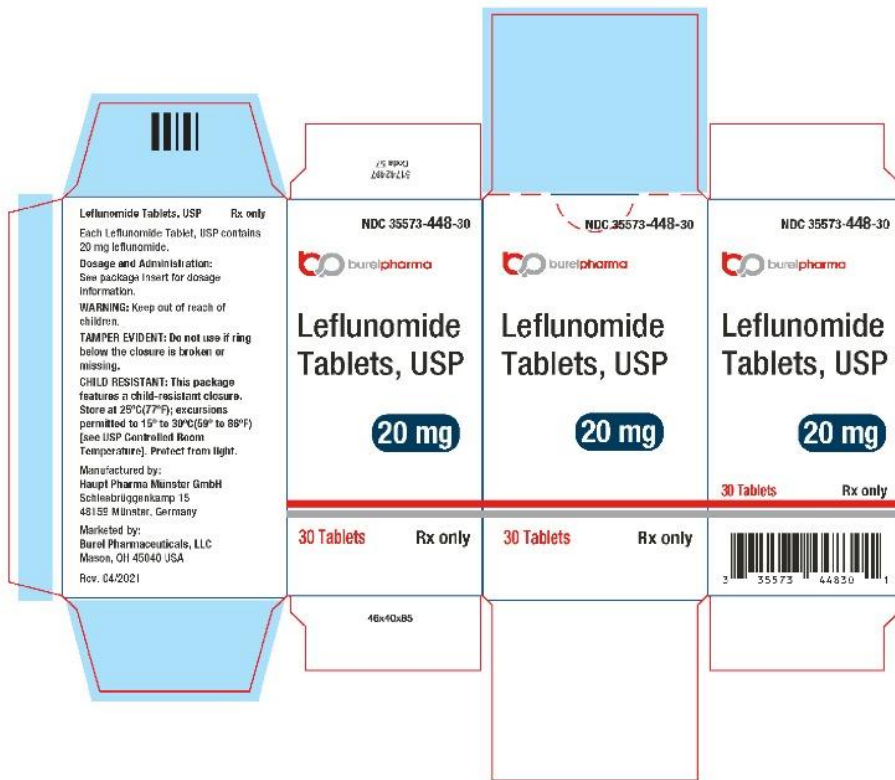 Leflunomide Tablets, USP Rx only
Each Leflunomide Tablet, USP contains
20 mg leflunomide.
Dosage and Administration:
See package insert for dosage
information.
WARNING: Keep out of reach of
children.
TAMPER EVIDENT: Do not use if ring
below the closure is broken or
missing.
CHILD RESISTANT: This package
features a child-resistant closure.
Store at 25°C(77°F); excursions
permitted to 15° to 30°C(59° to 86°F)
[see USP Controlled Room
Temperature]. Protect from light.
Manufactured by:
Haupt Pharma Münster GmbH
Schleebrüggenkamp 15
48159 Münster, Germany
Marketed by:
Burel Pharmaceuticals, LLC
Mason, OH 45040 USA
Rev. 04/2021
Coda 57
NDC 35573-448-30
burelpharma
Leflunomide
Tablets, USP
20 mg
30 Tablets Rx only
46x40x85
NDC 35573-448-30
burelpharma
Leflunomide
Tablets, USP
20 mg
30 Tablets Rx only
NDC 35573-448-30
burelpharma
Leflunomide
Tablets, USP
20 mg
30 Tablets Rx only
3 35573 44830 1